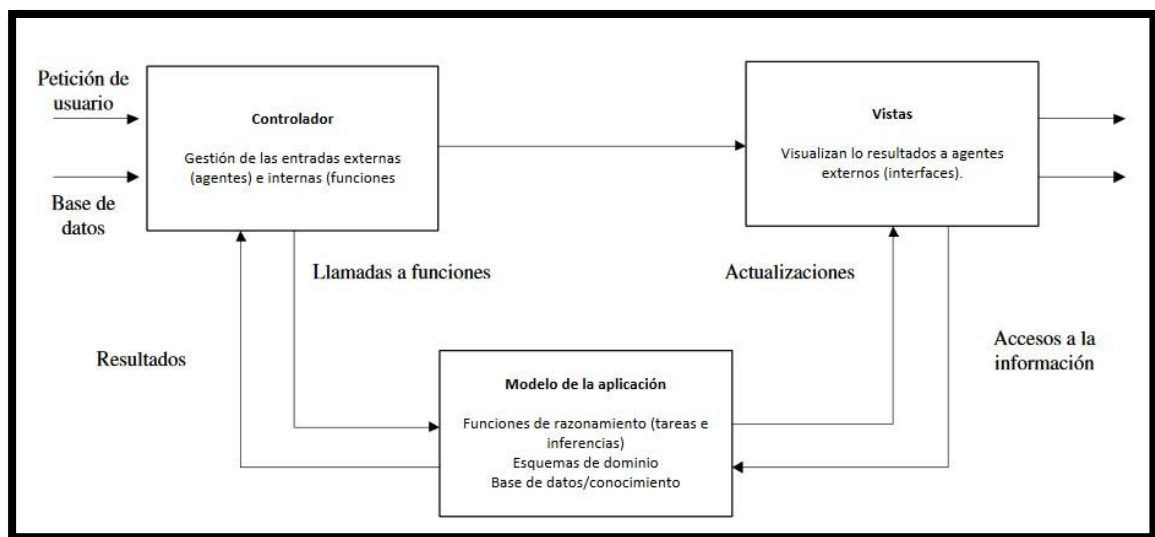 Petición de
usuario
Base de
datos
Controlador
Gestión de las entradas externas
(agentes) e internas (funciones
Vistas
Visualizan lo resultados a agentes
externos (interfaces).
Llamadas a funciones
Actualizaciones
Resultados
Accesos a la
información
Modelo de la aplicación
Funciones de razonamiento (tareas e
inferencias)
Esquemas de dominio
Base de datos/conocimiento